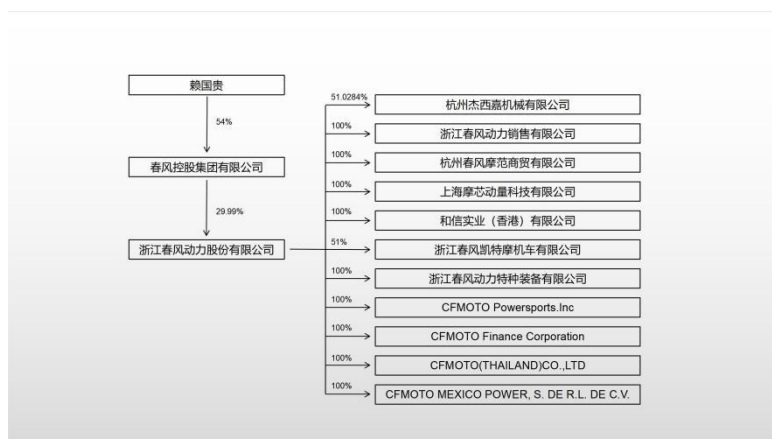 赖国贵
54%
春风控股集团有限公司
29.99%
浙江春风动力股份有限公司
51.0284%
杭州杰西嘉机械有限公司
100%
浙江春风动力销售有限公司
100%
杭州春风摩范商贸有限公司
100%
上海摩芯动量科技有限公司
100%
和信实业（香港）有限公司
51%
浙江春风凯特摩机车有限公司
100%
浙江春风动力特种装备有限公司
100%
CFMOTO Powersports.Inc
100%
CFMOTO Finance Corporation
100%
CFMOTO(THAILAND)CO.,LTD
100%
CFMOTO MEXICO POWER, S. DE R.L. DE C.V.